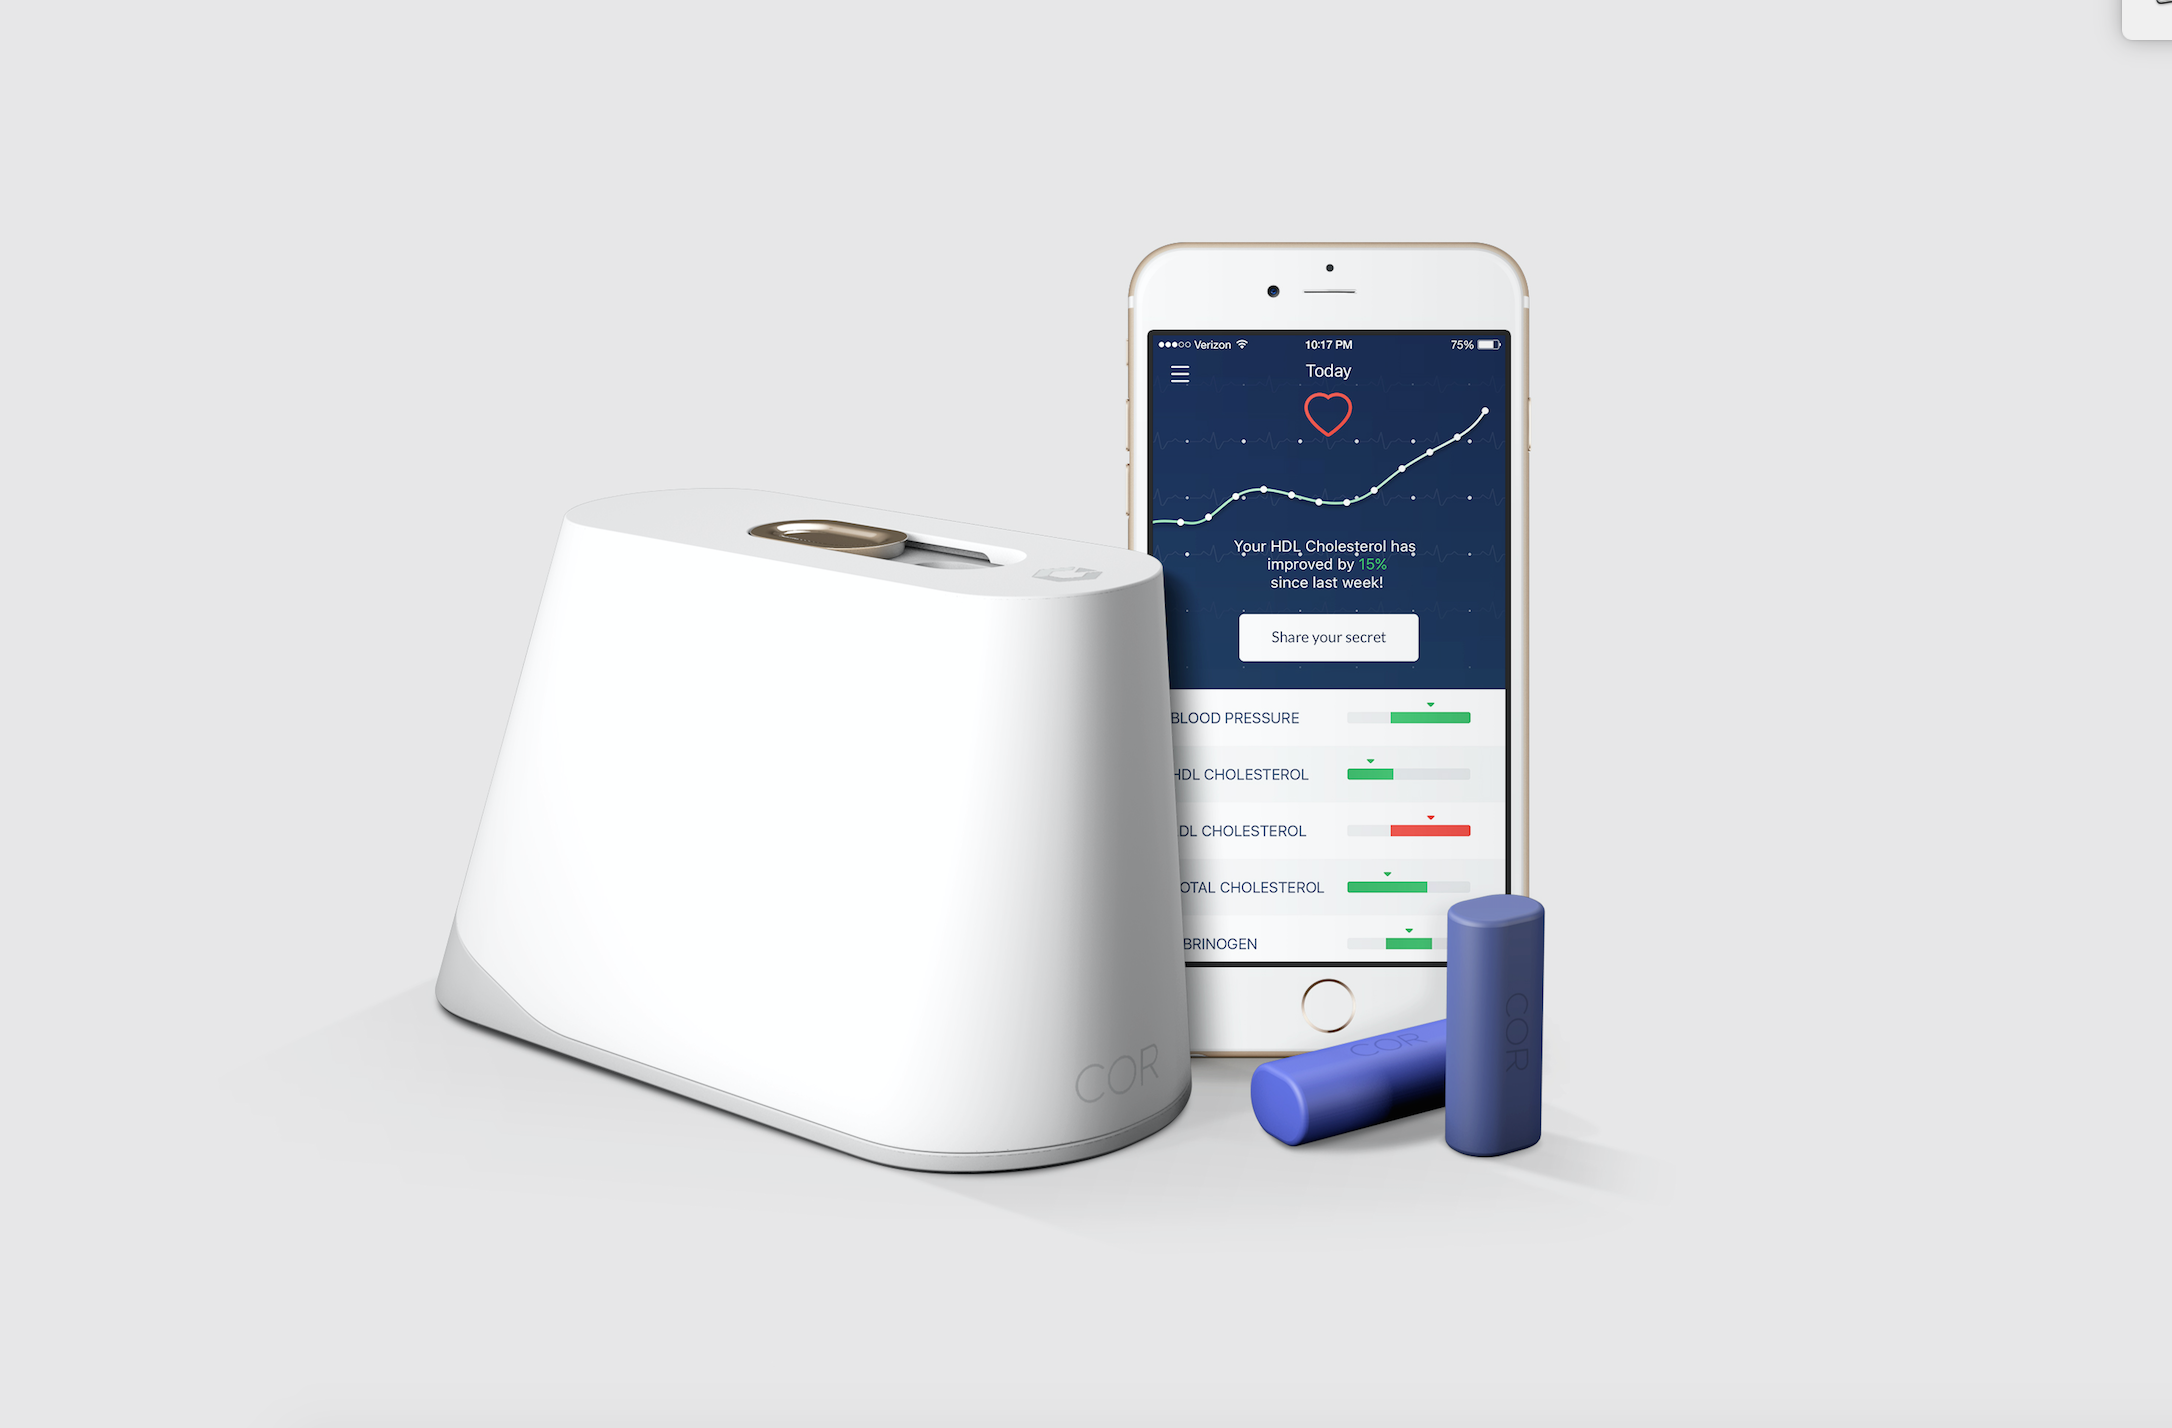 Verizon 10:17 PM 75%
Today
Your HDL Cholesterol has
improved by 15%
since last week!
Share your secret
BLOOD PRESSURE
HDL CHOLESTEROL
DL CHOLESTEROL
OTAL CHOLESTEROL
BRINOGEN
COR
COR
COR